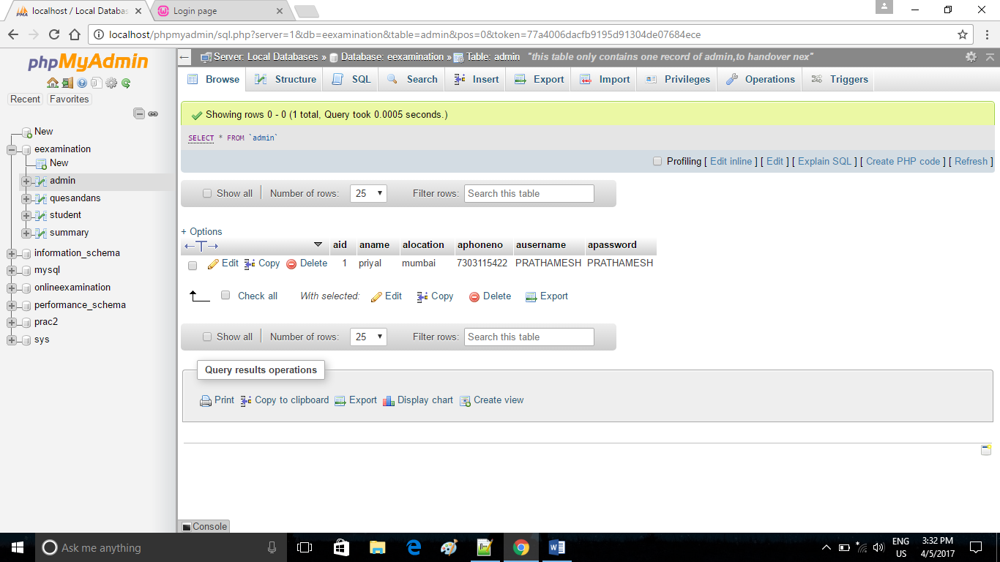 localhost / Local Databas
Login page
localhost/phpmyadmin/sql.php?server=1&db=eexamination&table=admin&pos=0&token=77a4006dacfb9195d91304de07684ece
phpMyAdmin
Recent Favorites
New
eexamination
New
admin
quesandans
student
summary
information_schema
mysql
onlineexamination
performance_schema
prac2
sys
Server: Local Databases » Database: eexamination » Table: admin "this table only contains one record of admin,to handover nex"
Browse Structure SQL Search Insert Export Import Privileges Operations Triggers
Showing rows 0 - 0 (1 total, Query took 0.0005 seconds.)
SELECT * FROM `admin`
Profiling [ Edit inline ] [ Edit ] [ Explain SQL ] [ Create PHP code ] [ Refresh ]
Show all Number of rows: 25 Filter rows: Search this table
+ Options
aid aname alocation aphoneno ausername apassword
Edit Copy Delete 1 priyal mumbai 7303115422 PRATHAMESH PRATHAMESH
Check all With selected: Edit Copy Delete Export
Show all Number of rows: 25 Filter rows: Search this table
Query results operations
Print Copy to clipboard Export Display chart Create view
Console
Ask me anything
ENG
US
3:32 PM
4/5/2017